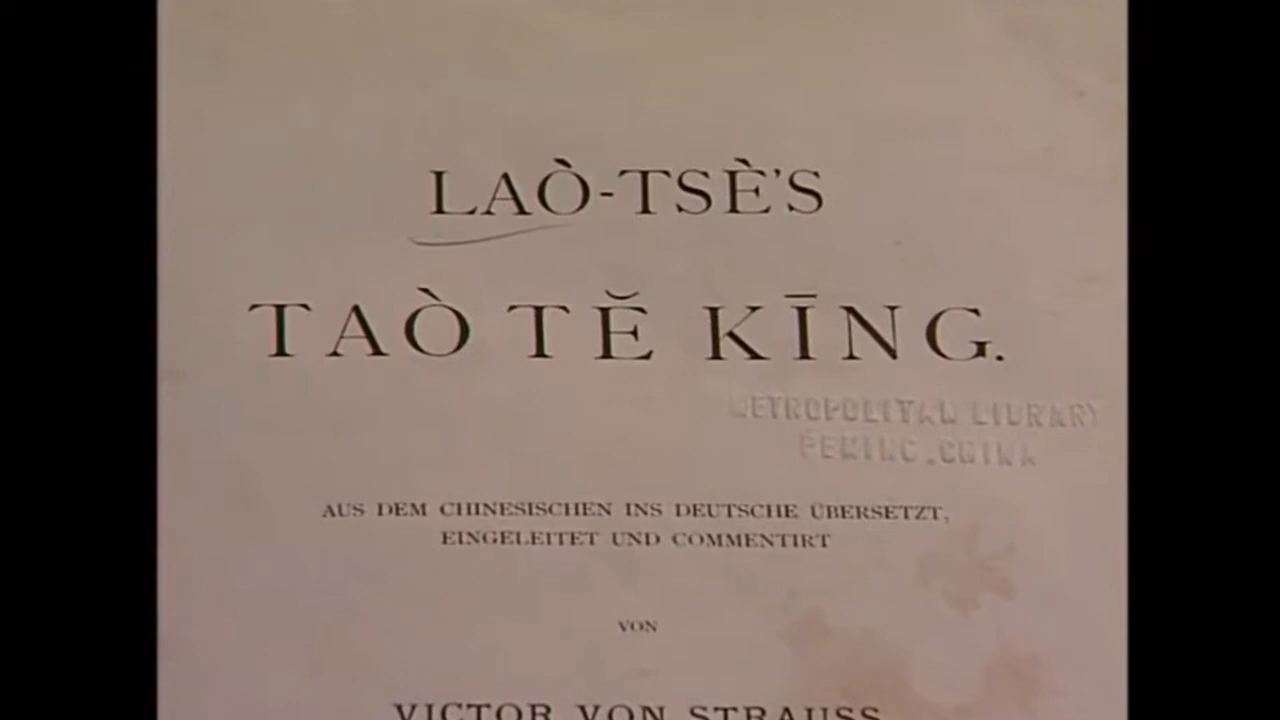 LAÒ-TSÈ'S
TAÒ TĔ KĪNG.
METROPOLITAN LIBRARY
PEKING, CHINA
AUS DEM CHINESISCHEN INS DEUTSCHE ÜBERSETZT,
EINGELEITET UND COMMENTIRT
VON
VICTOR VON STRAUSS